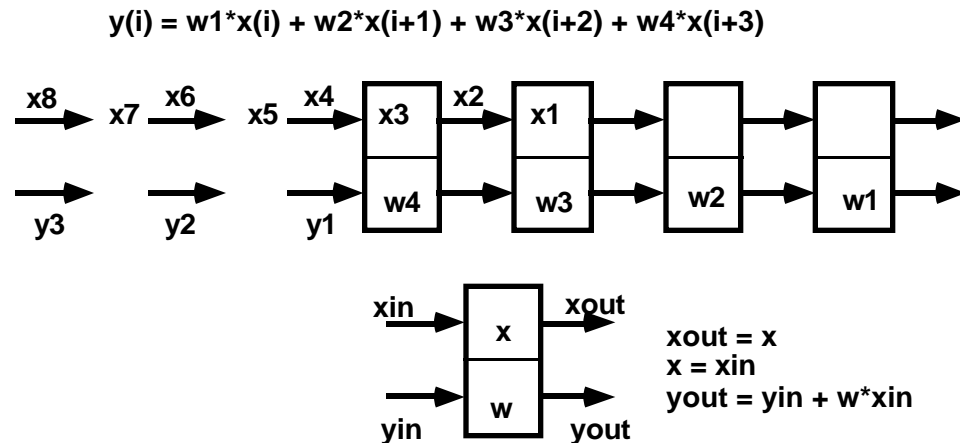 y(i) = w1*x(i) + w2*x(i+1) + w3*x(i+2) + w4*x(i+3)
x8 x7 x6 x5 x4 x3 x2 x1
w4 w3 w2 w1
y3 y2 y1
xin x xout
yin w yout
xout = x
x = xin
yout = yin + w*xin